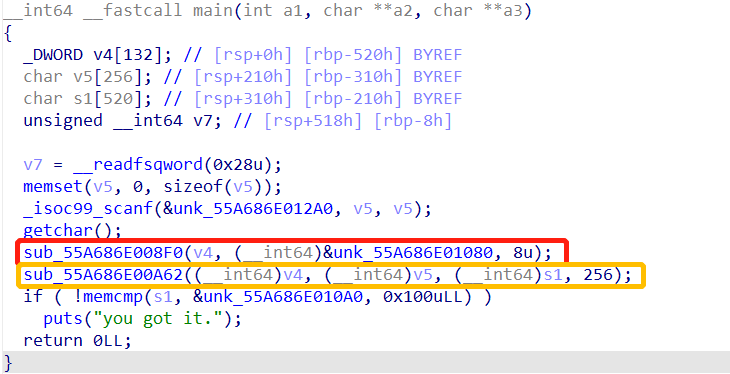 __int64 __fastcall main(int a1, char **a2, char **a3)
{
  _DWORD v4[132]; // [rsp+0h] [rbp-520h] BYREF
  char v5[256]; // [rsp+210h] [rbp-310h] BYREF
  char s1[520]; // [rsp+310h] [rbp-210h] BYREF
  unsigned __int64 v7; // [rsp+518h] [rbp-8h]

  v7 = __readfsqword(0x28u);
  memset(v5, 0, sizeof(v5));
  _isoc99_scanf(&unk_55A686E012A0, v5, v5);
  getchar();
  sub_55A686E008F0(v4, (__int64)&unk_55A686E01080, 8u);
  sub_55A686E00A62((__int64)v4, (__int64)v5, (__int64)s1, 256);
  if ( !memcmp(s1, &unk_55A686E010A0, 0x100uLL) )
    puts("you got it.");
  return 0LL;
}